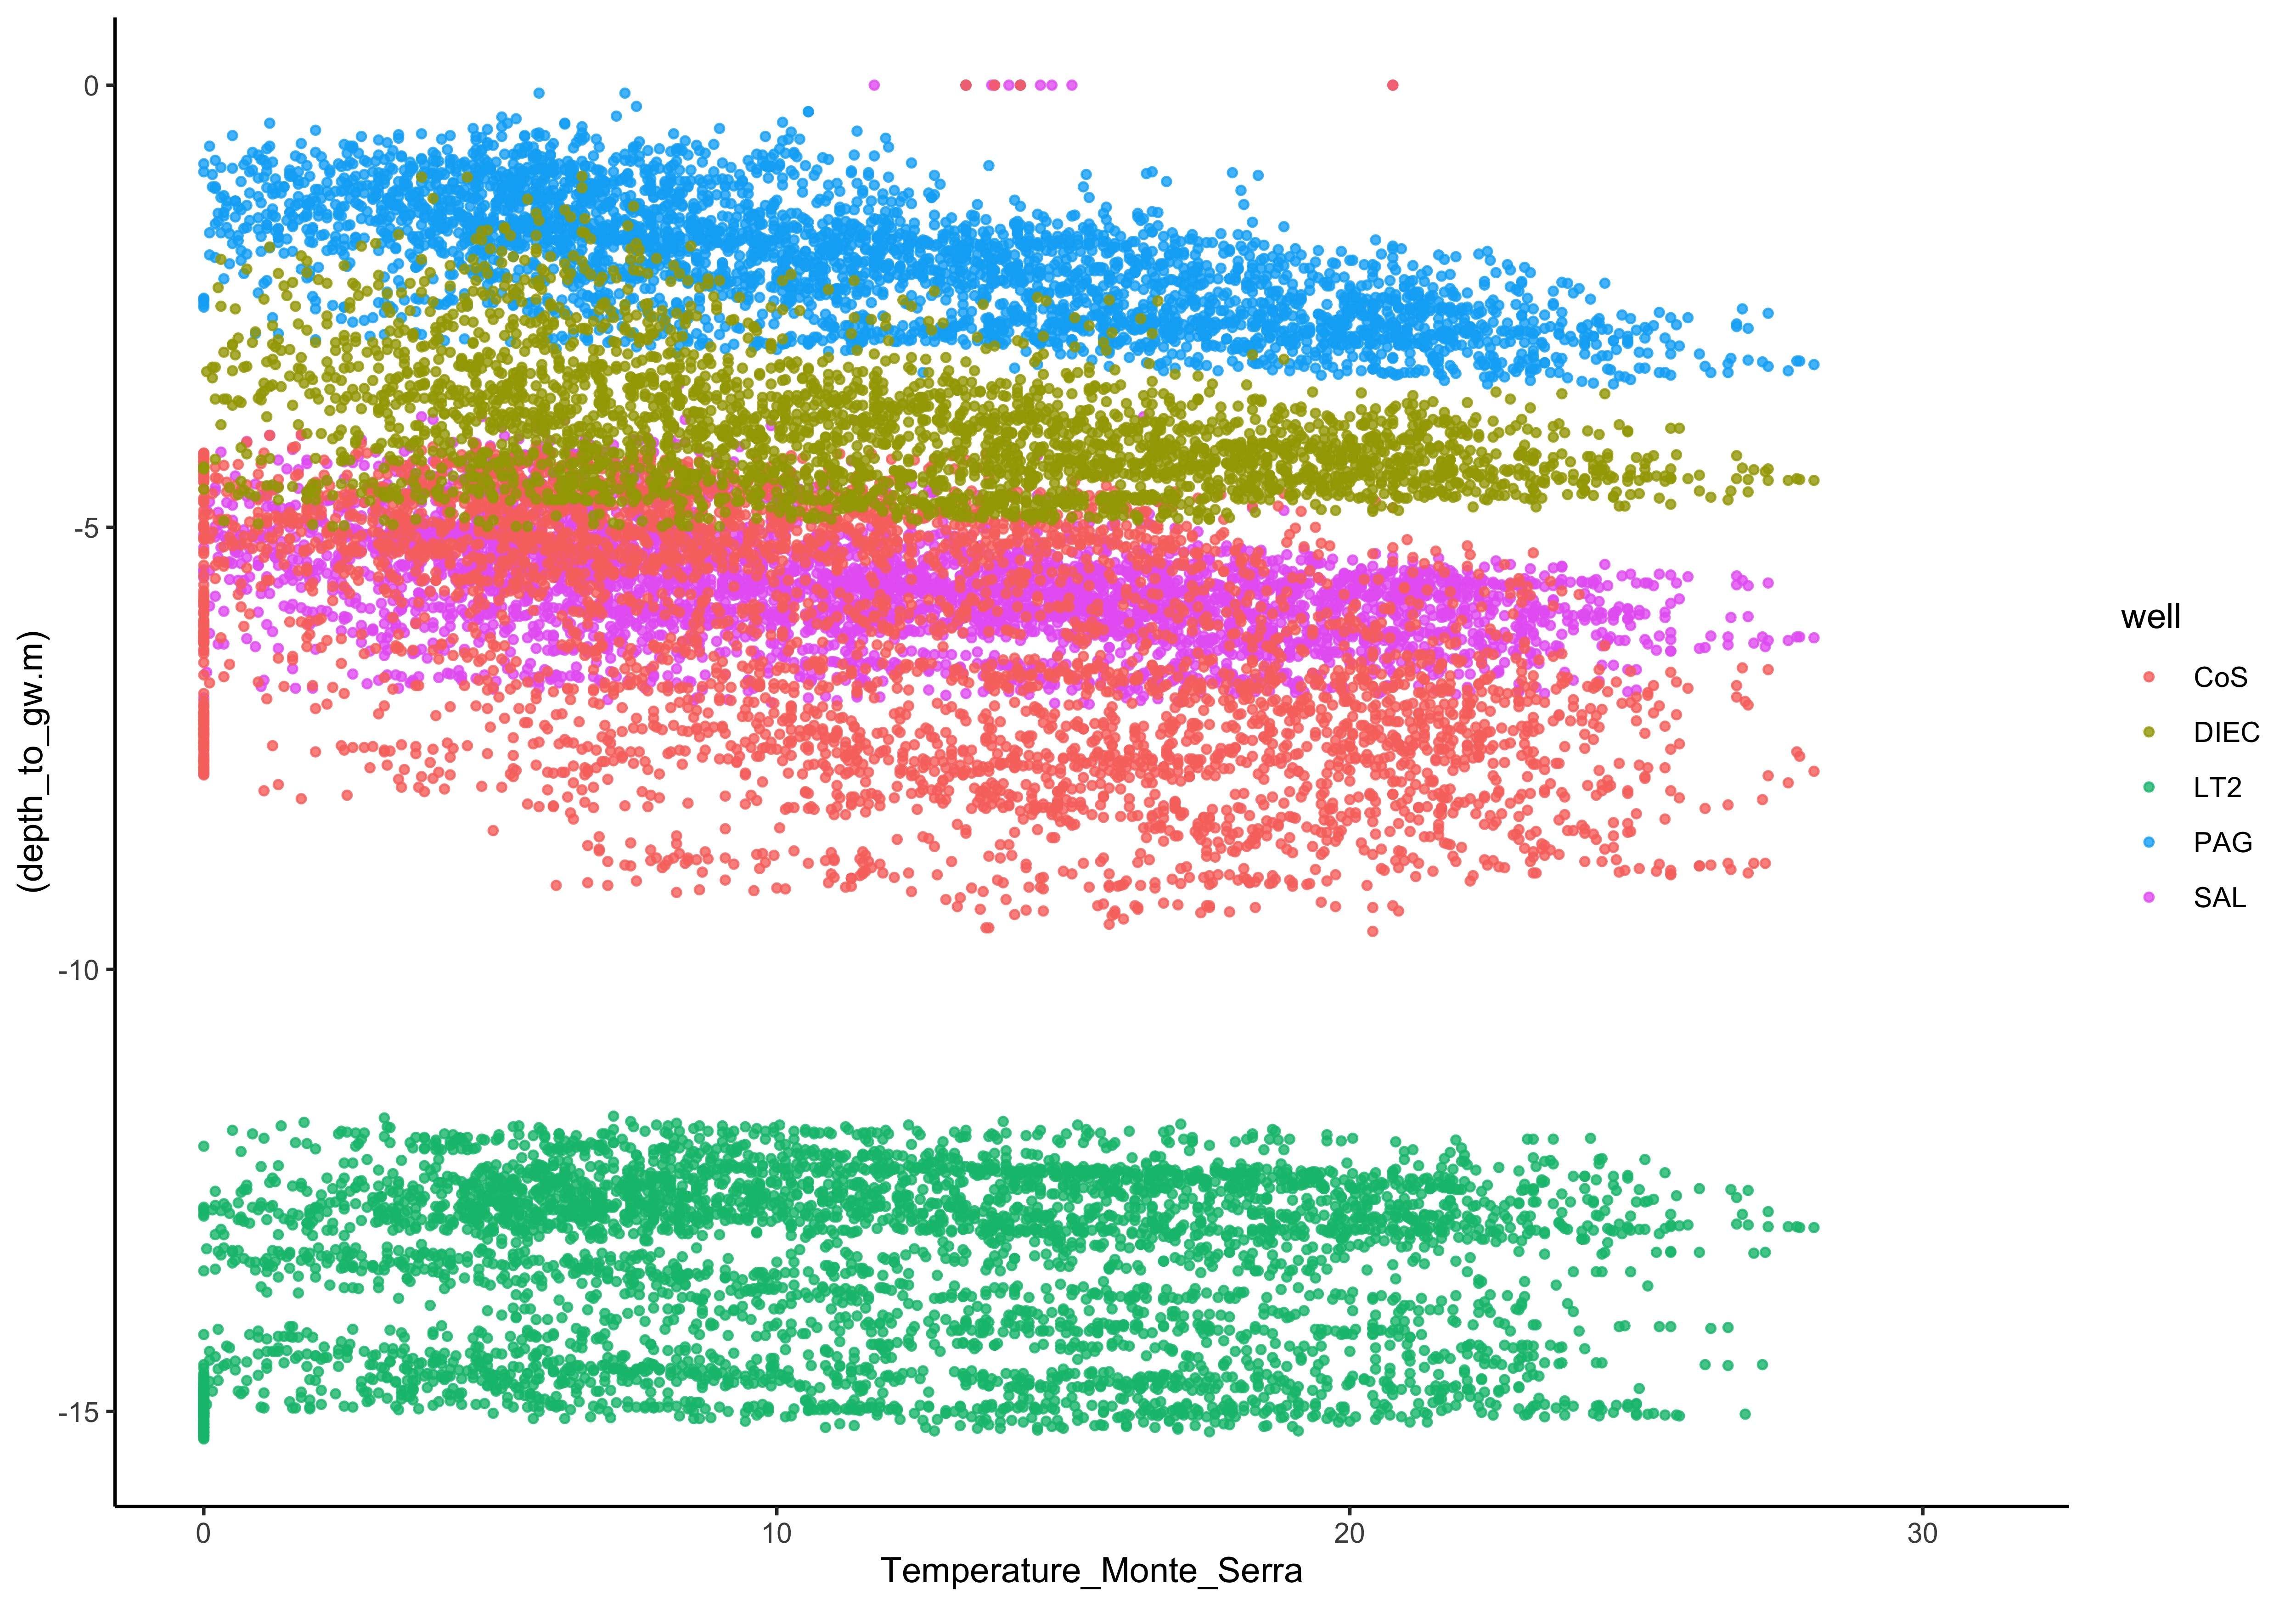 0
-5
-10
-15
(depth_to_gw.m)
0
10
20
30
Temperature_Monte_Serra
well
CoS
DIEC
LT2
PAG
SAL